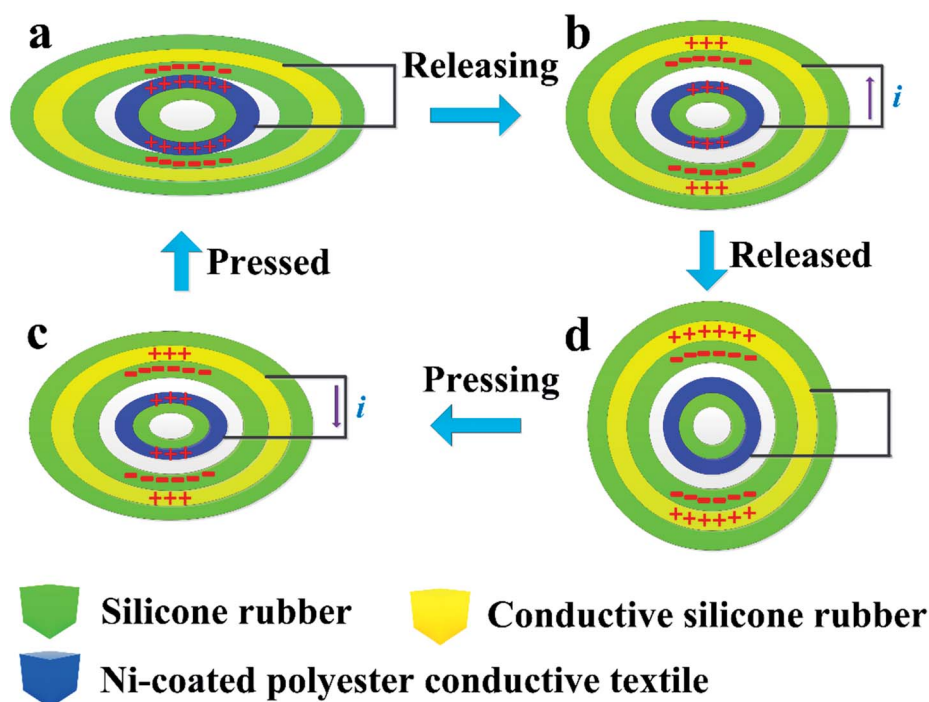 a
Releasing
b
i
Pressed
Released
c
Pressing
d
i
Silicone rubber
Conductive silicone rubber
Ni-coated polyester conductive textile